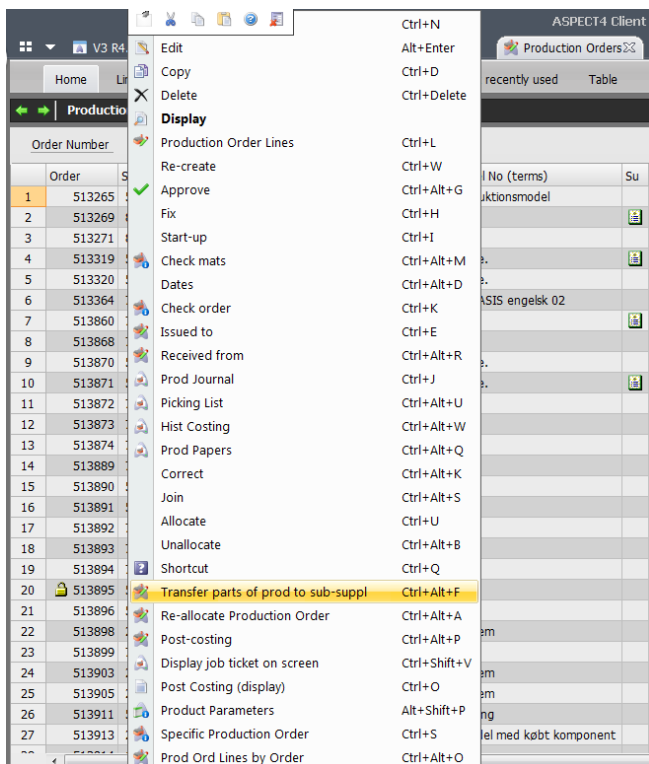 Ctrl+N
ASPECT4 Client
V3 R4.
Edit Alt+Enter
Production Orders
Home
Copy Ctrl+D
recently used Table
Delete Ctrl+Delete
Productio
Display
Order Number
Production Order Lines Ctrl+L
Order
Re-create Ctrl+W
l No (terms) Su
1 513265 Approve Ctrl+Alt+G uktionsmodel
2 513269 Fix Ctrl+H
3 513271 Start-up Ctrl+I
4 513319 Check mats Ctrl+Alt+M e.
5 513320 Dates Ctrl+Alt+D e.
6 513364 Check order Ctrl+K ASIS engelsk 02
7 513860 Issued to Ctrl+E
8 513868
9 513870 Received from Ctrl+Alt+R e.
10 513871 Prod Journal Ctrl+J e.
11 513872 Picking List Ctrl+Alt+U
12 513873 Hist Costing Ctrl+Alt+W
13 513874 Prod Papers Ctrl+Alt+Q
14 513889 Correct Ctrl+Alt+K
15 513890
16 513891 Join Ctrl+Alt+S
17 513892 Allocate Ctrl+U
18 513893 Unallocate Ctrl+Alt+B
19 513894 Shortcut Ctrl+Q
20 513895 Transfer parts of prod to sub-suppl Ctrl+Alt+F
21 513896 Re-allocate Production Order Ctrl+Alt+A
22 513898 Post-costing Ctrl+Alt+P em
23 513899 Display job ticket on screen Ctrl+Shift+V
24 513903 em
25 513905 Post Costing (display) Ctrl+O em
26 513911 Product Parameters Alt+Shift+P ng
27 513913 Specific Production Order Ctrl+S lel med købt komponent
Prod Ord Lines by Order Ctrl+Alt+O